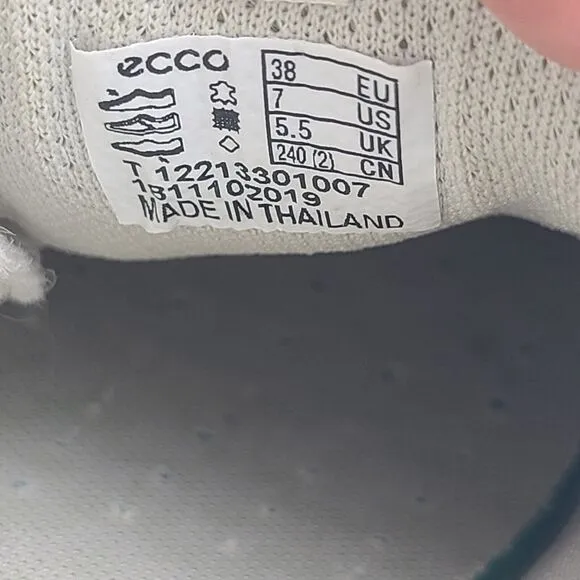 ecco
38 EU
7 US
5.5 UK
240 (2) CN
T 12213301007
1811102019
MADE IN THAILAND